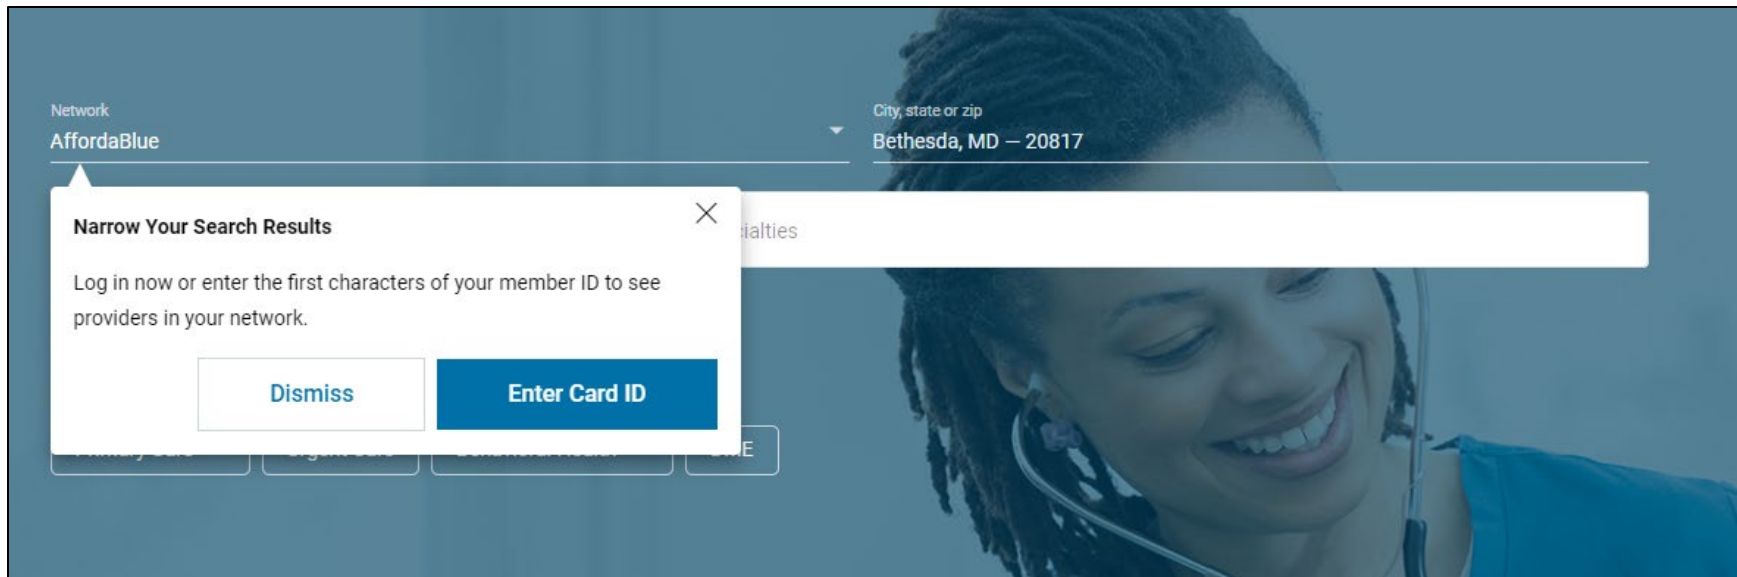 Network
City, state or zip
AffordaBlue
Bethesda, MD — 20817
Narrow Your Search Results
Log in now or enter the first characters of your member ID to see
providers in your network.
Dismiss
Enter Card ID